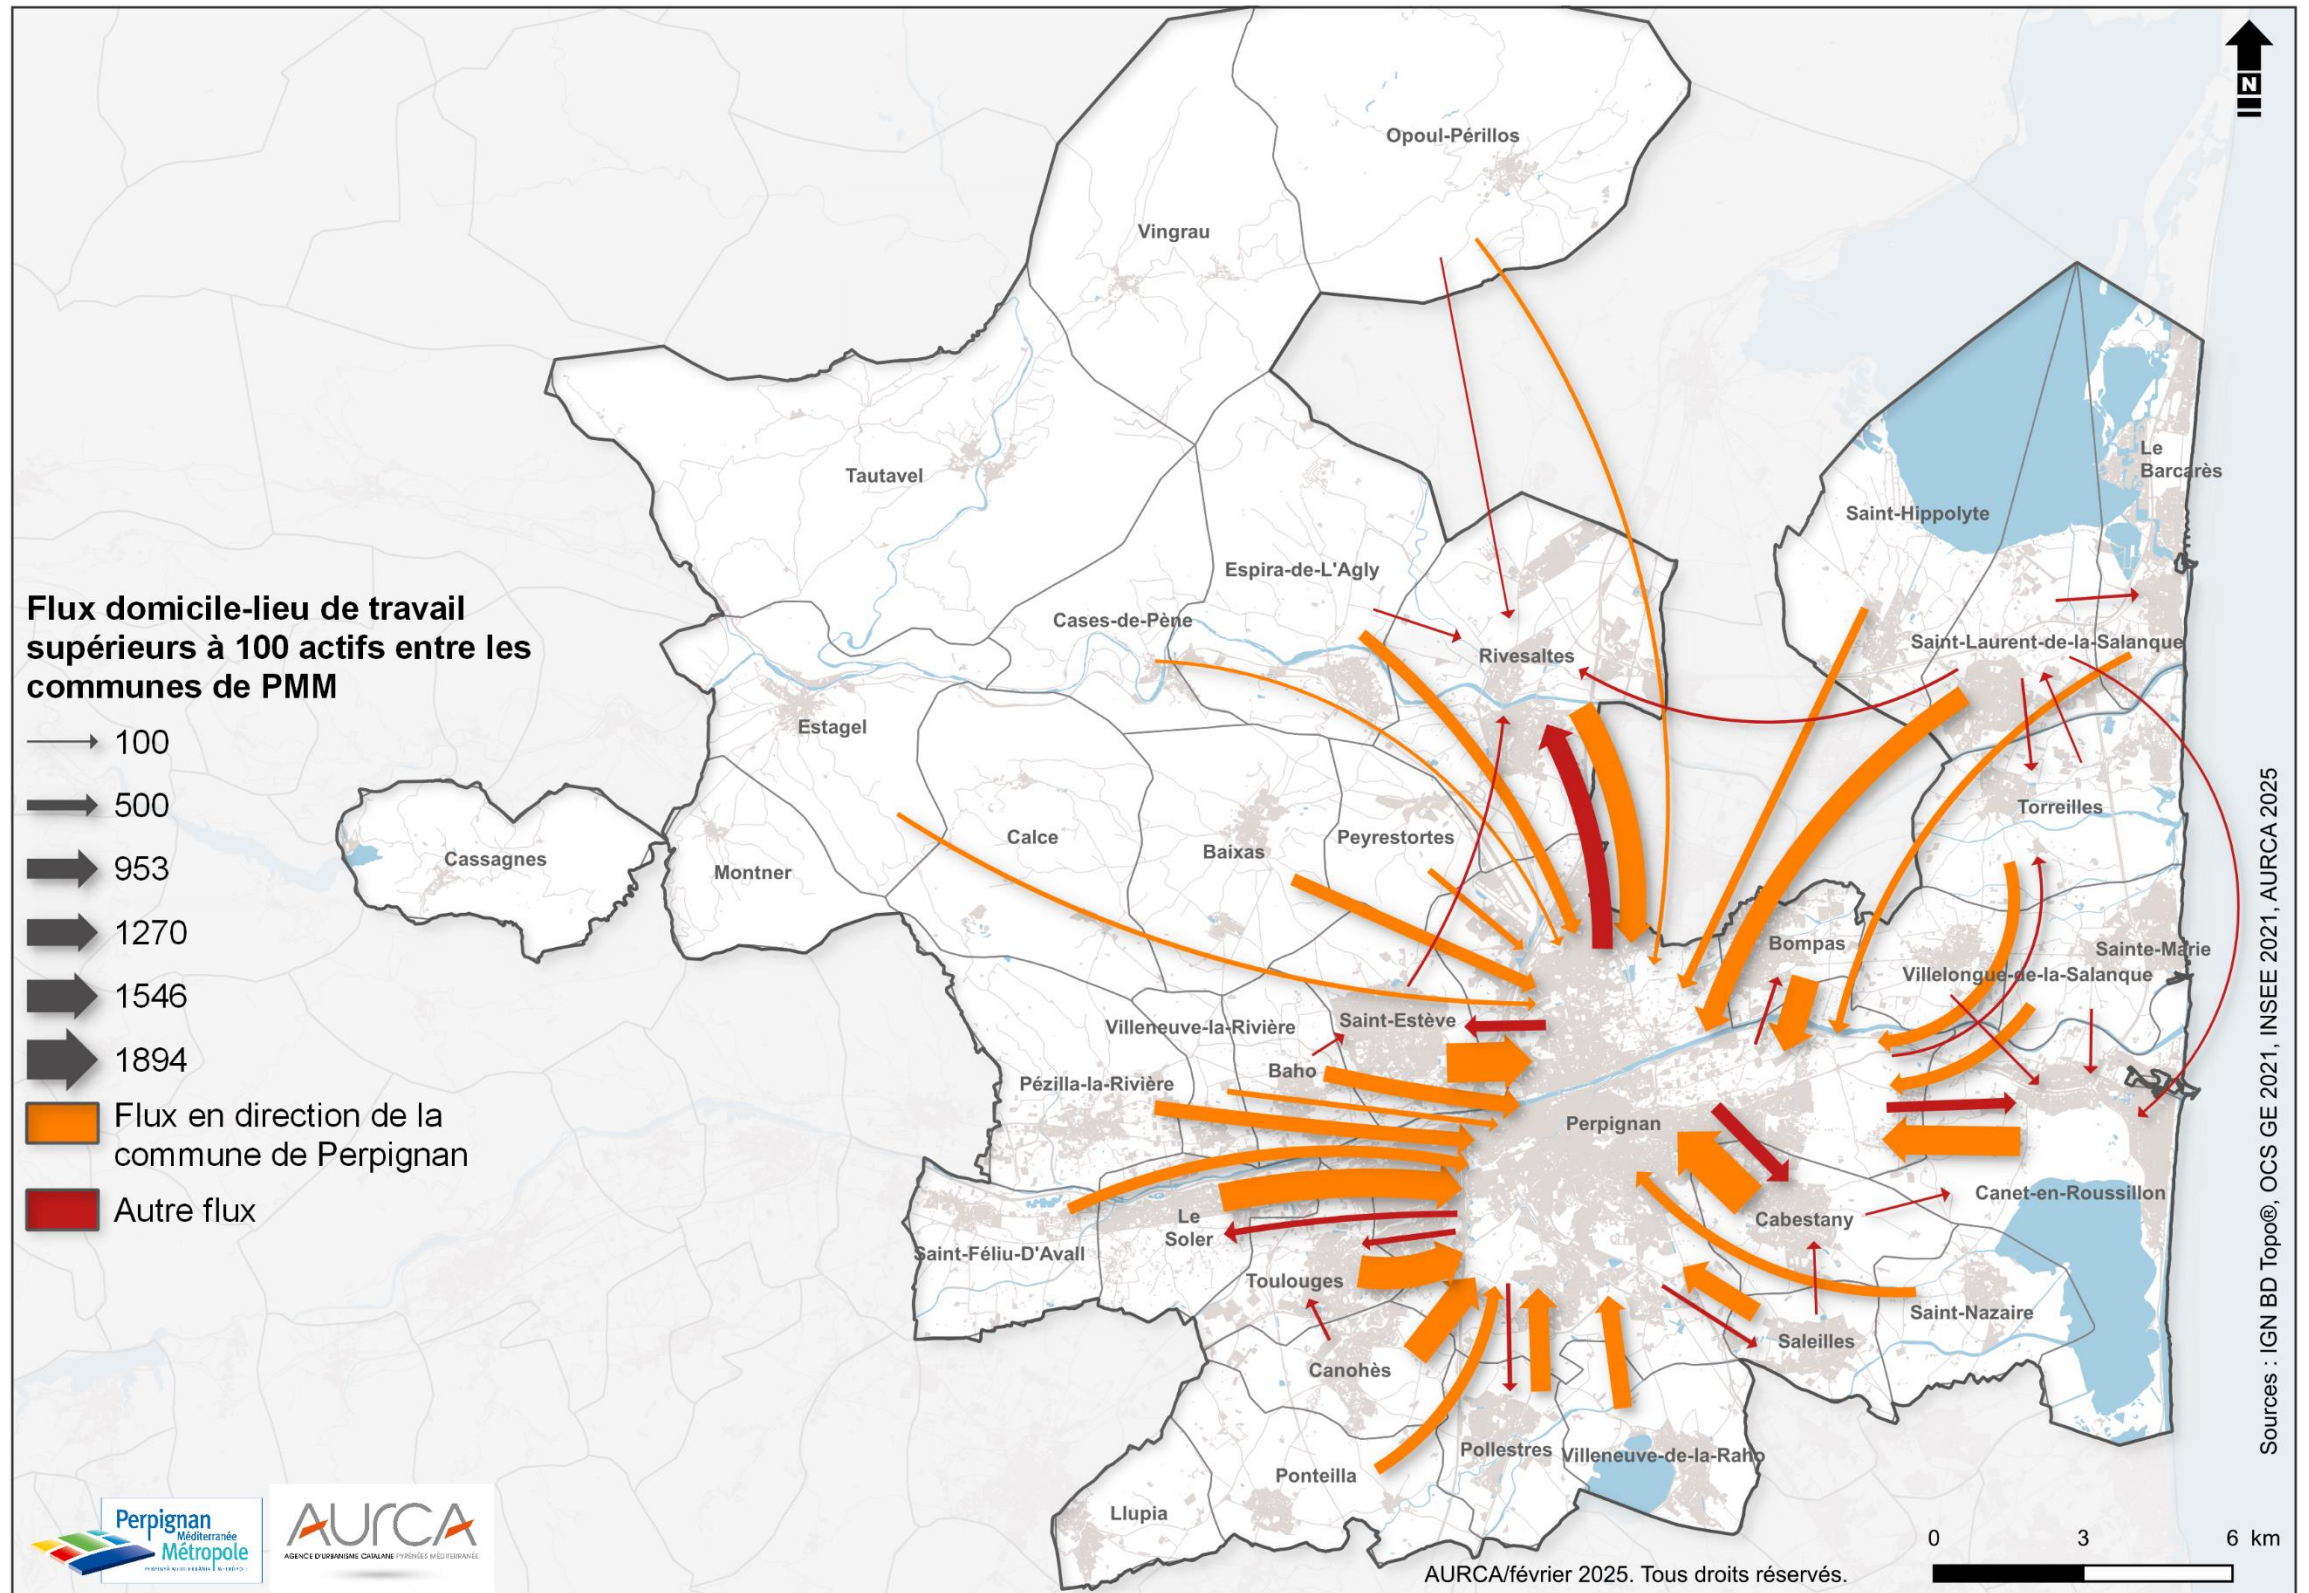 N
Opoul-Périllos
Vingrau
Le
Barcarès
Tautavel
Saint-Hippolyte
Espira-de-L'Agly
Flux domicile-lieu de travail
supérieurs à 100 actifs entre les
communes de PMM
100
500
953
1270
1546
1894
Flux en direction de la
commune de Perpignan
Autre flux
Cases-de-Pène
Rivesaltes
Saint-Laurent-de-la-Salanque
Estagel
Torreilles
Calce
Baixas
Peyrestortes
Cassagnes
Montner
Bompas
Sainte-Marie
Villelongue-de-la-Salanque
Villeneuve-la-Rivière
Saint-Estève
Baho
Pézilla-la-Rivière
Perpignan
Canet-en-Roussillon
Le
Soler
Cabestany
Saint-Féliu-D'Avall
Toulouges
Saint-Nazaire
Saleilles
Canohès
Pollestres
Villeneuve-de-la-Raho
Ponteilla
Llupia
Sources : IGN BD Topo®, OCS GE 2021, INSEE 2021, AURCA 2025
Perpignan
Méditerranée
Métropole
AURCA
AGENCE D'URBANISME CATALANE PYRÉNÉES MÉDITERRANÉE
0 3 6 km
AURCA/février 2025. Tous droits réservés.